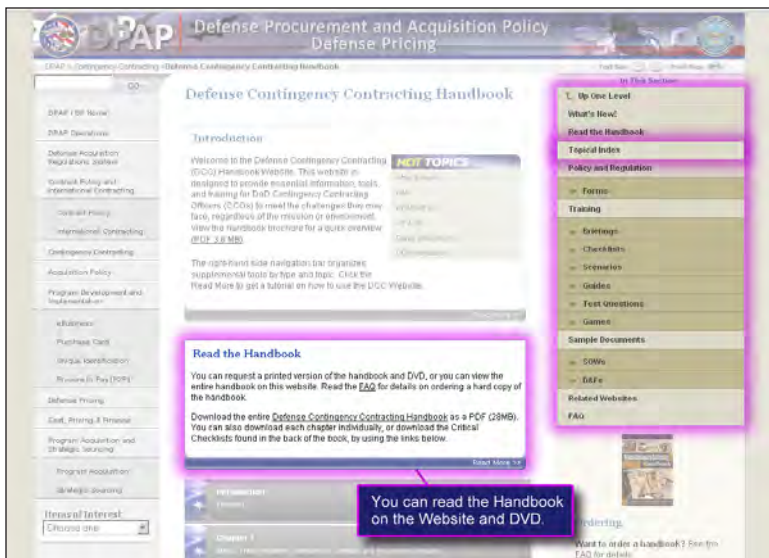 DPAP
Defense Procurement and Acquisition Policy
Defense Pricing
DPAP > Contingency Contracting > Defense Contingency Contracting Handbook
GO
DPAP / DP Home
DPAP Operations
Defense Acquisition
Regulations System
Contract Policy and
International Contracting
Contract Policy
International Contracting
Contingency Contracting
Acquisition Policy
Program Development and
Implementation
eBusiness
Purchase Card
Unique Identification
Procure to Pay (P2P)
Defense Pricing
Cost, Pricing & Finance
Program Acquisition and
Strategic Sourcing
Program Acquisition
Strategic Sourcing
Items of Interest
Choose one
Defense Contingency Contracting Handbook
Introduction
Welcome to the Defense Contingency Contracting
(DCC) Handbook Website. This website is
designed to provide essential information, tools,
and training for DoD Contingency Contracting
Officers (CCOs) to meet the challenges they may
face, regardless of the mission or environment.
View the handbook brochure for a quick overview
(PDF 3.6 MB)
The right-hand side navigation bar organizes
supplemental tools by type and topic. Click the
Read More to get a tutorial on how to use the DCC Website.
HOT TOPICS
Read More >>
Read the Handbook
You can request a printed version of the handbook and DVD, or you can view the
entire handbook on this website. Read the FAQ for details on ordering a hard copy of
the handbook.
Download the entire Defense Contingency Contracting Handbook as a PDF (28MB).
You can also download each chapter individually, or download the Critical
Checklists found in the back of the book, by using the links below.
Read More >>
Introduction
Chapter 1
You can read the Handbook
on the Website and DVD.
In This Section
Up One Level
What's New!
Read the Handbook
Topical Index
Policy and Regulation
Forms
Training
Briefings
Checklists
Scenarios
Guides
Test Questions
Games
Sample Documents
SOWs
D&Fs
Related Websites
FAQ
Ordering
Want to order a handbook? See the
FAQ for details